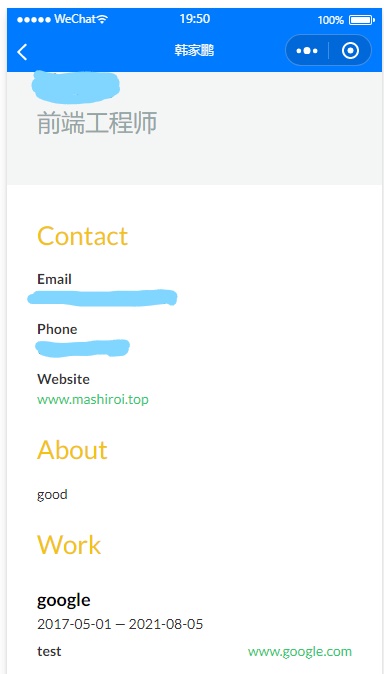 WeChat 19:50 100%
韩家鹏
前端工程师
Contact
Email
Phone
Website
www.mashiroi.top
About
good
Work
google
2017-05-01 — 2021-08-05
test www.google.com